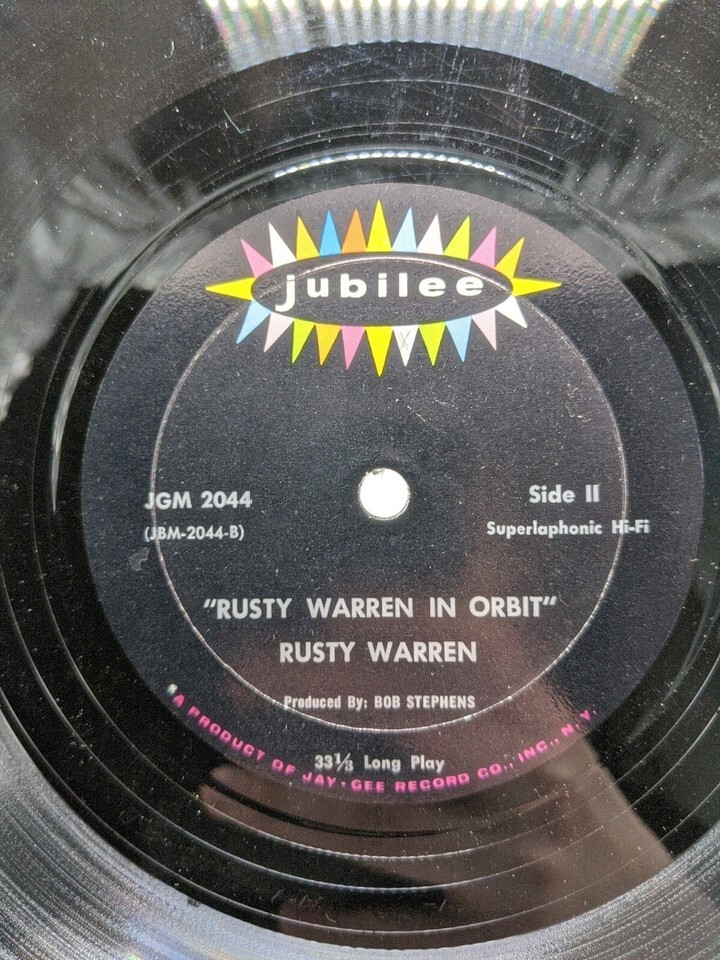 jubilee
JGM 2044
(JBM-2044-B)
Side II
Superlaphonic Hi-Fi
"RUSTY WARREN IN ORBIT"
RUSTY WARREN
Produced By: BOB STEPHENS
33⅓ Long Play
A PRODUCT OF JAY-GEE RECORD CO., INC., N.Y.